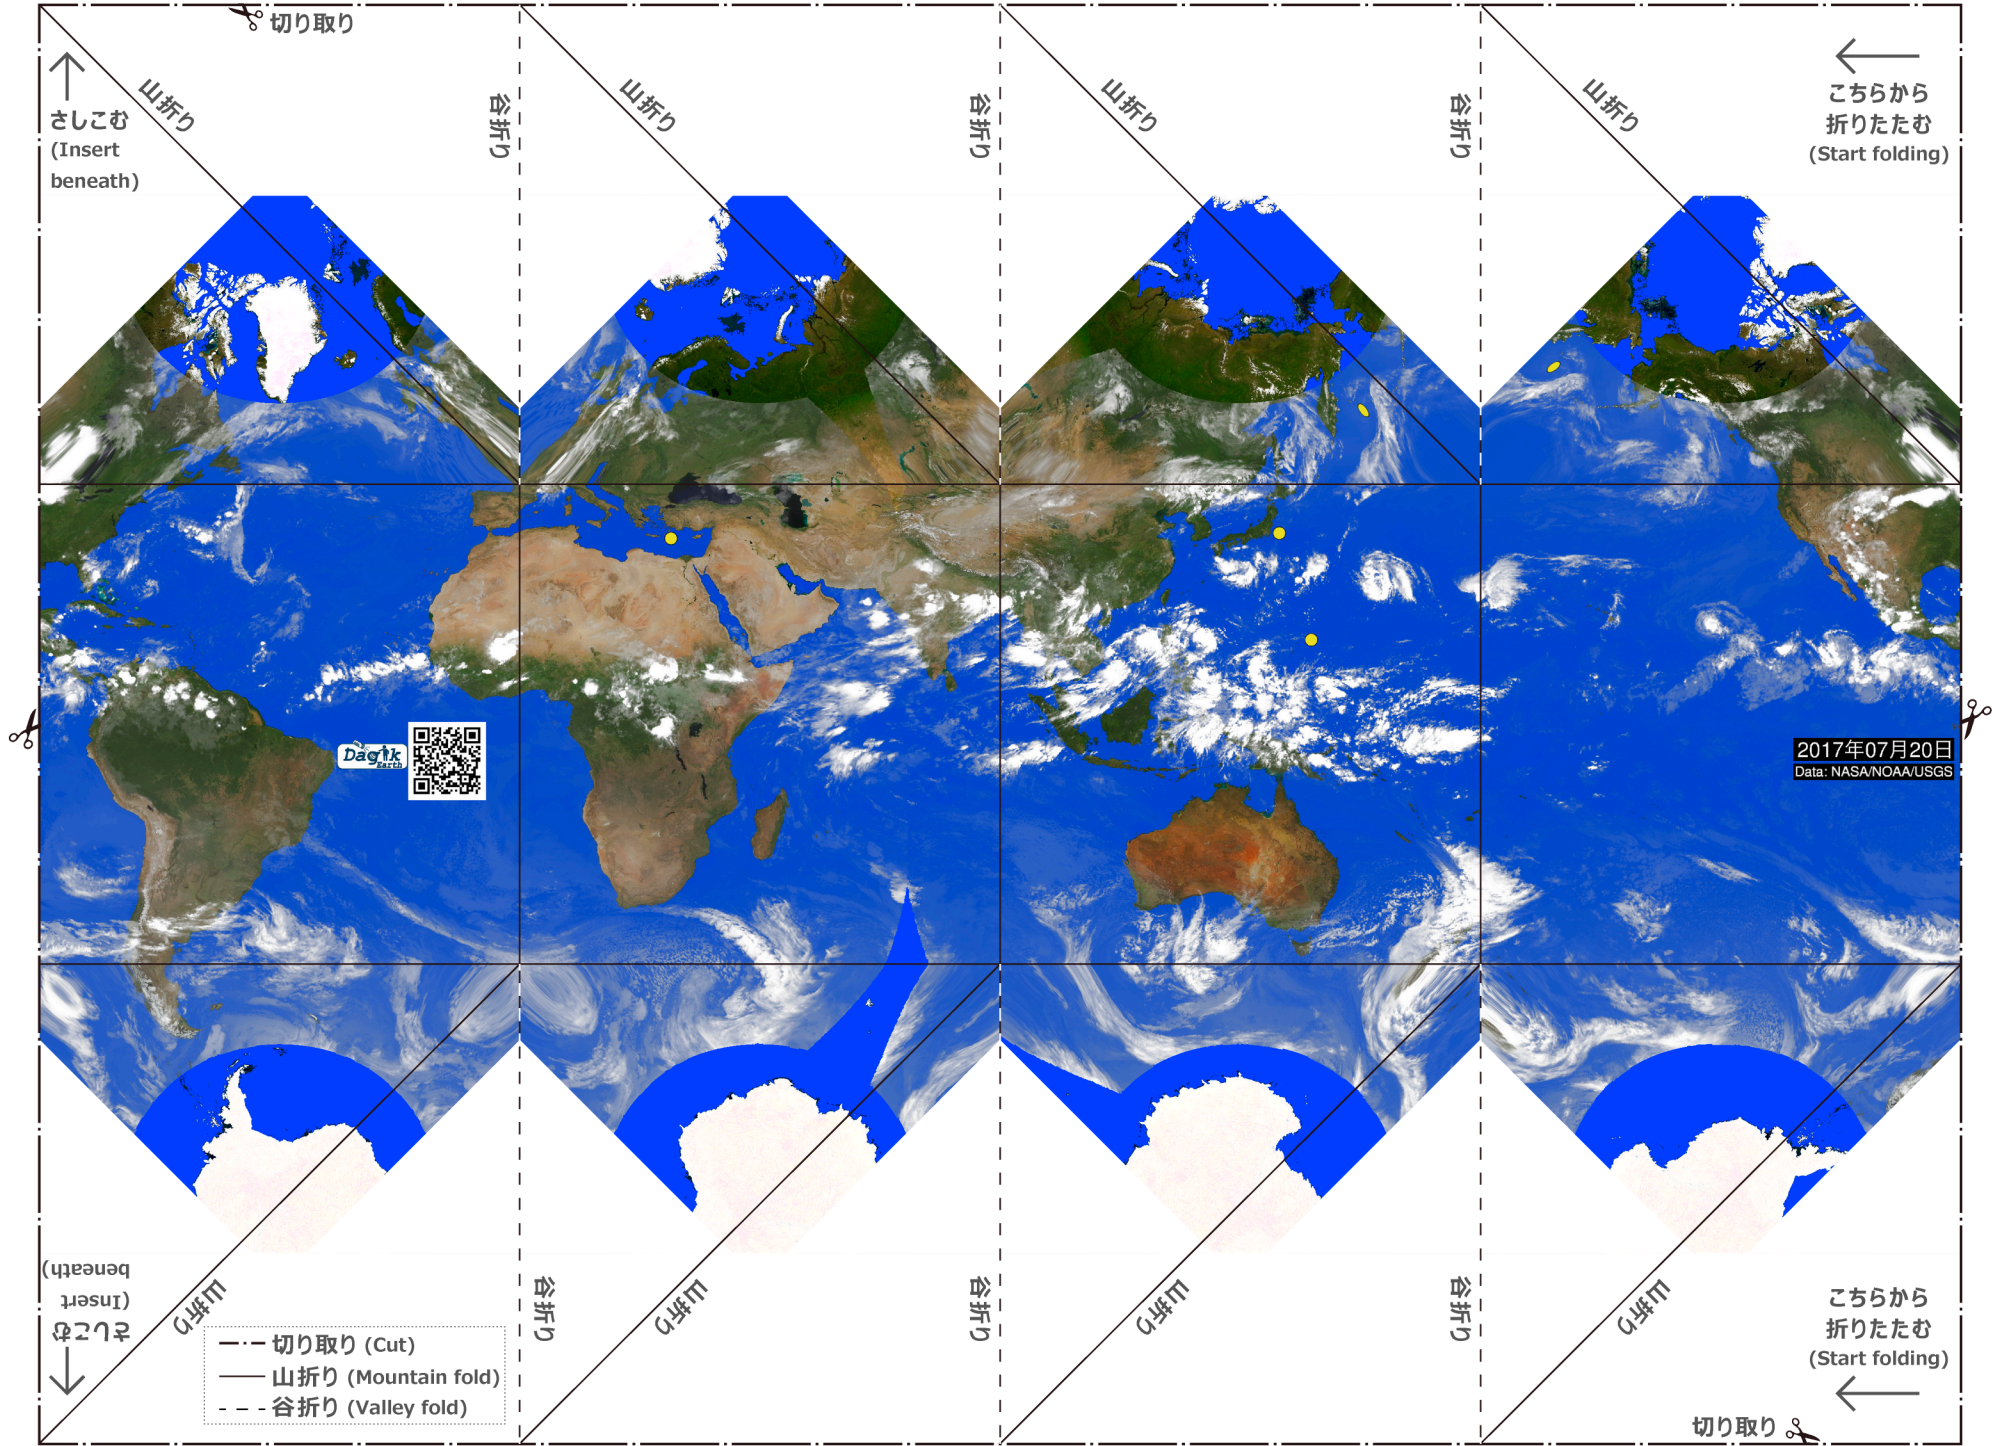 切り取り
山折り
山折り
山折り
山折り
谷折り
谷折り
谷折り
さしこむ
(Insert
beneath)
こちらから
折りたたむ
(Start folding)
Dagik
Earth
2017年07月20日
Data: NASA/NOAA/USGS
さしこむ
(Insert
beneath)
山折り
山折り
山折り
山折り
谷折り
谷折り
谷折り
こちらから
折りたたむ
(Start folding)
切り取り (Cut)
山折り (Mountain fold)
谷折り (Valley fold)
切り取り